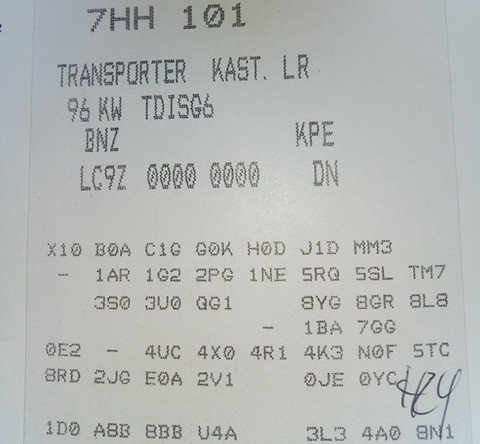 7HH 101
TRANSPORTER KAST. LR
96 KW TDISG6
BNZ KPE
LC9Z 0000 0000 DN
X10 B0A C1G G0K H0D J1D MM3
- 1AR 1G2 2PG 1NE 5RQ 5SL TM7
3S0 3U0 QG1 8YG 8GR 8L8
- 1BA 7GG
0E2 - 4UC 4X0 4R1 4K3 N0F 5TC
8RD 2JG E0A 2V1 0JE 0YC
1D0 A8B 8BB U4A 3L3 4A0 9N1